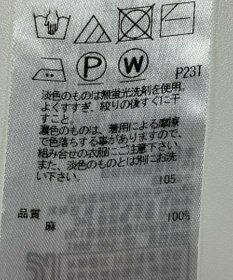 P
W
P23T
淡色のものは無蛍光洗剤を使用。
よくすすぎ、絞りの後すぐに干
すこと。
濃色のものは、着用による摩擦
で色落ちする事がありますので、
組み合せの衣服にご注意下さい。
また、淡色のものとは別にお洗
い下さい。
105
品質
麻 100%